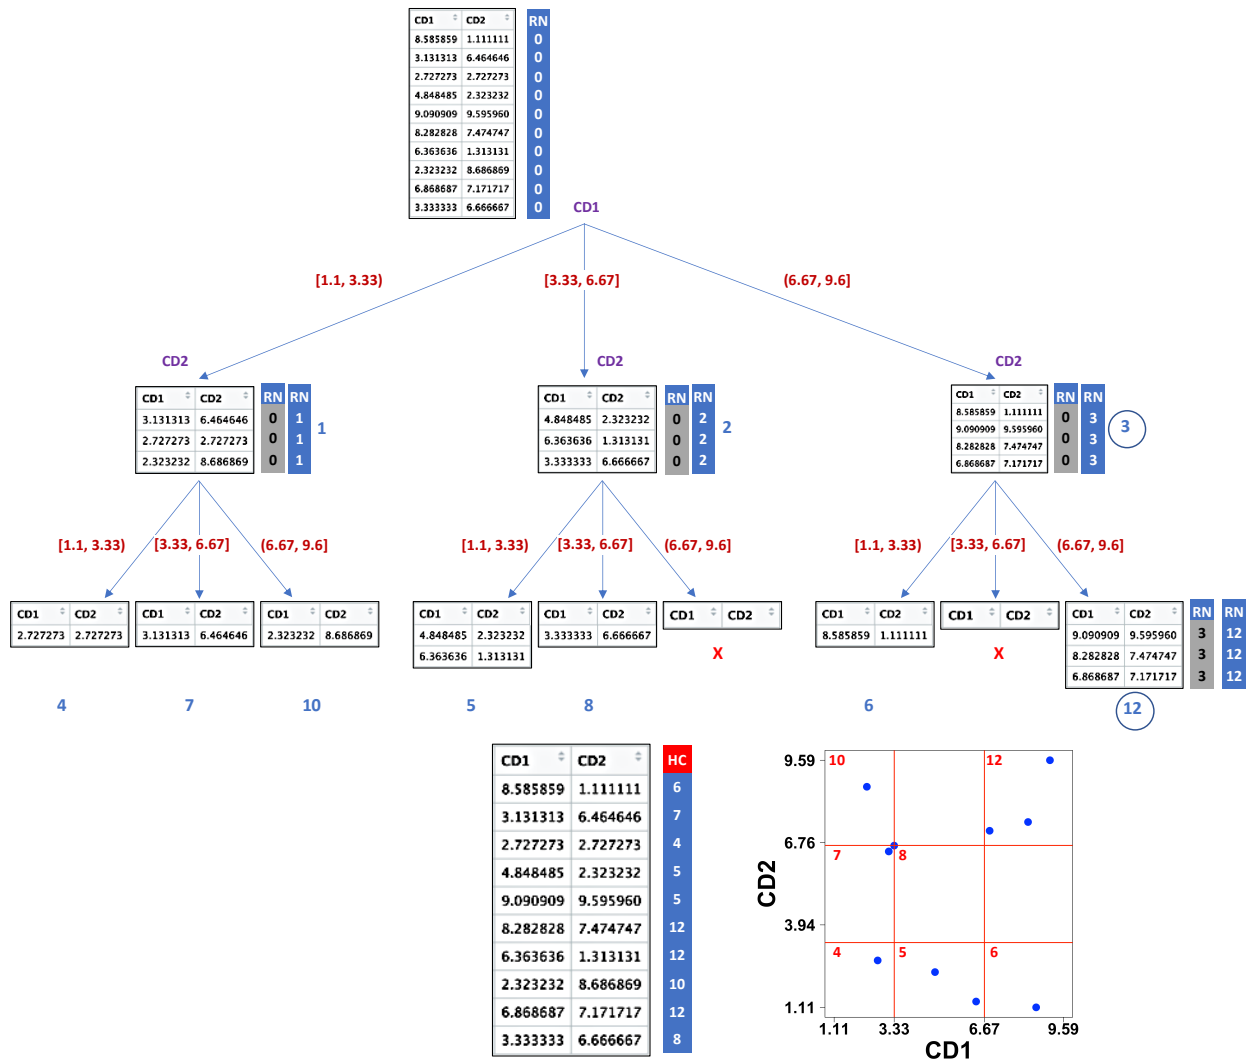 CD1 CD2 RN
8.585859 1.111111 0
3.131313 6.464646 0
2.727273 2.727273 0
4.848485 2.323232 0
9.090909 9.595960 0
8.282828 7.474747 0
6.363636 1.313131 0
2.323232 8.686869 0
6.868687 7.171717 0
3.333333 6.666667 0
CD1
[1.1, 3.33) [3.33, 6.67] (6.67, 9.6]
CD2
CD1 CD2 RN RN
3.131313 6.464646 0 1
2.727273 2.727273 0 1
2.323232 8.686869 0 1
1
CD2
CD1 CD2 RN RN
4.848485 2.323232 0 2
6.363636 1.313131 0 2
3.333333 6.666667 0 2
2
CD2
CD1 CD2 RN RN
8.585859 1.111111 0 3
9.090909 9.595960 0 3
8.282828 7.474747 0 3
6.868687 7.171717 0
3
[1.1, 3.33) [3.33, 6.67] (6.67, 9.6]
[1.1, 3.33) [3.33, 6.67) (6.67, 9.6]
[1.1, 3.33) [3.33, 6.67) (6.67, 9.6]
CD1 CD2
2.727273 2.727273
4
CD1 CD2
3.131313 6.464646
7
CD1 CD2
2.323232 8.686869
10
CD1 CD2
4.848485 2.323232
6.363636 1.313131
5
CD1 CD2
3.333333 6.666667
8
CD1 CD2
X
CD1 CD2
8.585859 1.111111
6
CD1 CD2
X
CD1 CD2 RN RN
9.090909 9.595960 3 12
8.282828 7.474747 3 12
6.868687 7.171717 3 12
12
CD1 CD2 HC
8.585859 1.111111 6
3.131313 6.464646 7
2.727273 2.727273 4
4.848485 2.323232 5
9.090909 9.595960 5
8.282828 7.474747 12
6.363636 1.313131 12
2.323232 8.686869 10
6.868687 7.171717 12
3.333333 6.666667 8
9.59 10 12
6.76 7 8
CD2
3.94
4 5 6
1.11
1.11 3.33 6.67 9.59
CD1